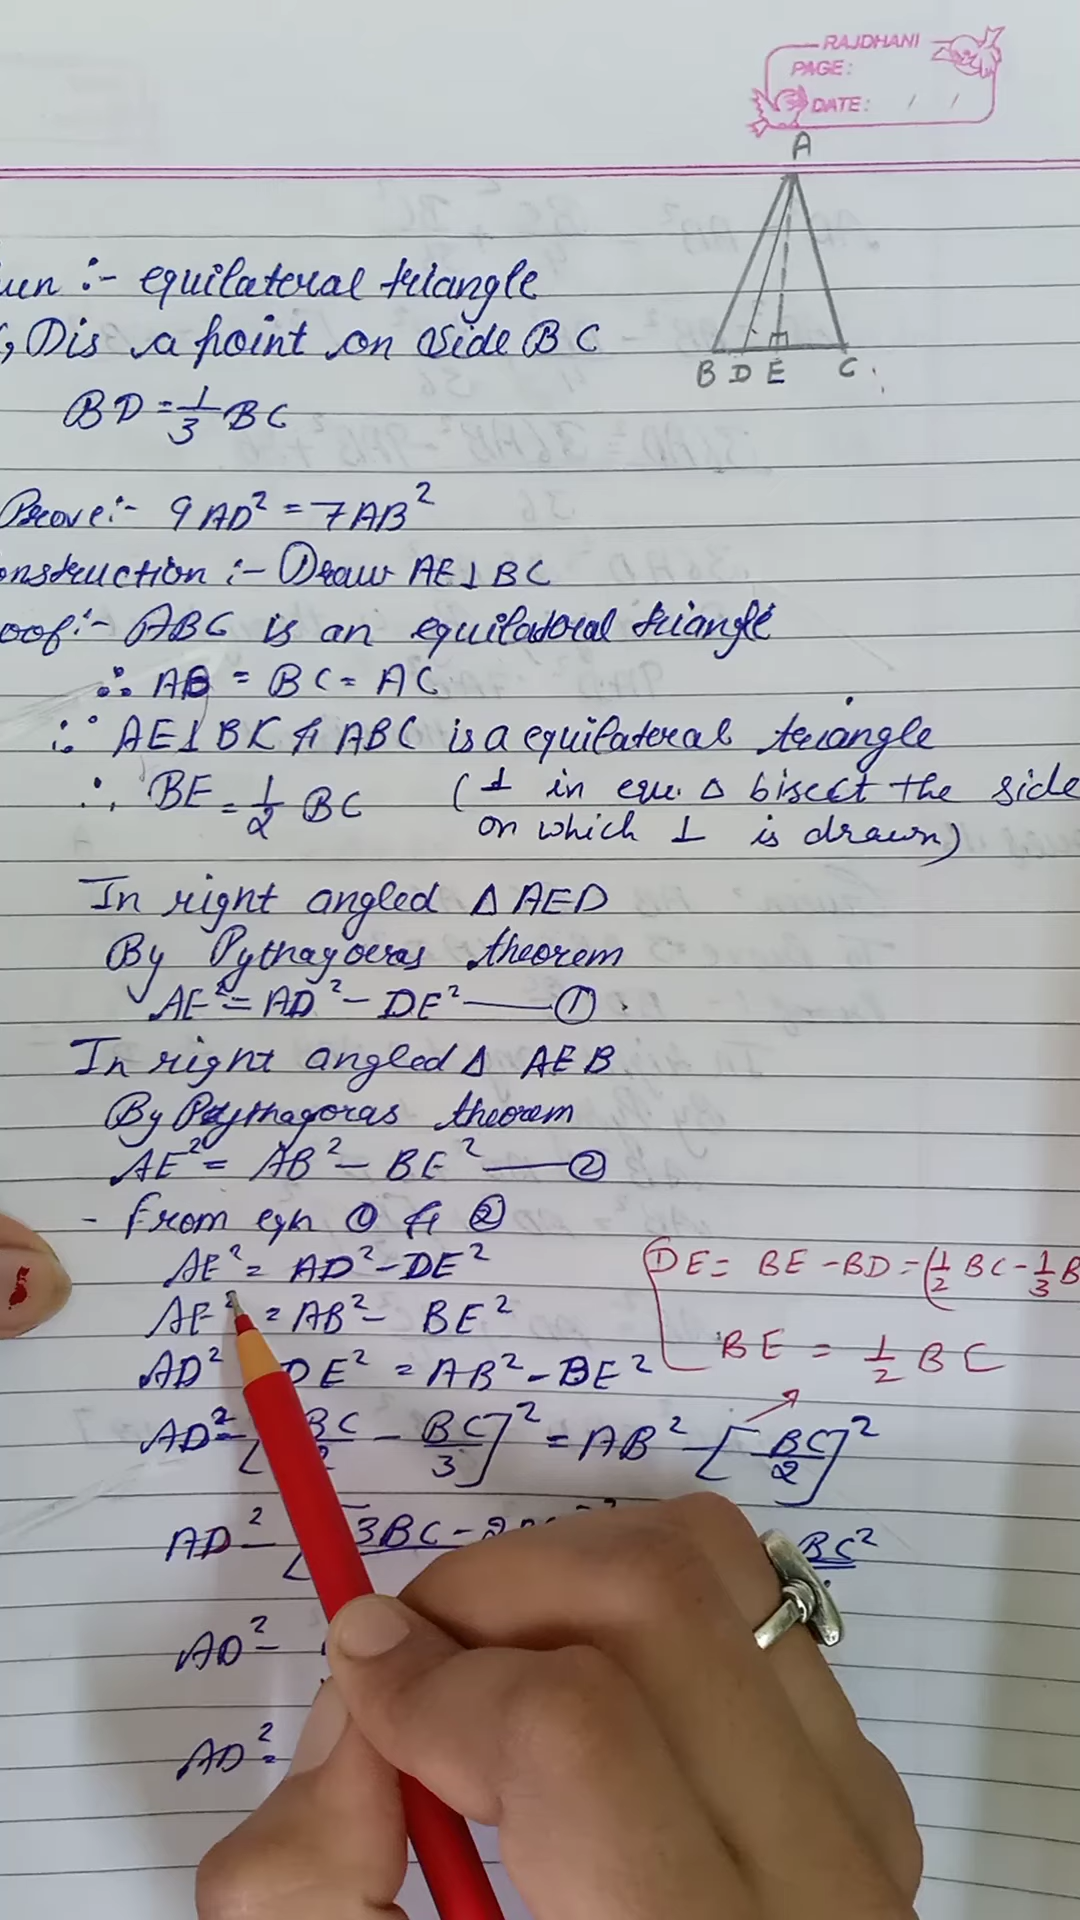 RAJDHANI
PAGE:
DATE: / /
A
B D E C
:- equilateral triangle
, D is a point on side BC
BD = 1/3 BC
Prove:- 9AD² = 7AB²
onstruction :- Draw AE⊥BC
oof:- ABC is an equilateral triangle
∴ AB = BC = AC
∵ AE⊥BC & ABC is a equilateral triangle
∴ BE = 1/2 BC (⊥ in equ. Δ bisect the side
on which ⊥ is drawn)
In right angled Δ AED
By Pythagoras theorem
AE² = AD² - DE² — ①
In right angled Δ AEB
By Pythagoras theorem
AE² = AB² - BE² — ②
- from eqn ① & ②
AE² = AD² - DE²
DE = BE - BD = (1/2 BC - 1/3 B
AE² = AB² - BE²
BE = 1/2 BC
AD² DE² = AB² - BE²
AD² - [BC/2 - BC/3]² = AB² - [BC/2]²
AD² - [3BC - 2 BC²
AD² -
AD² =